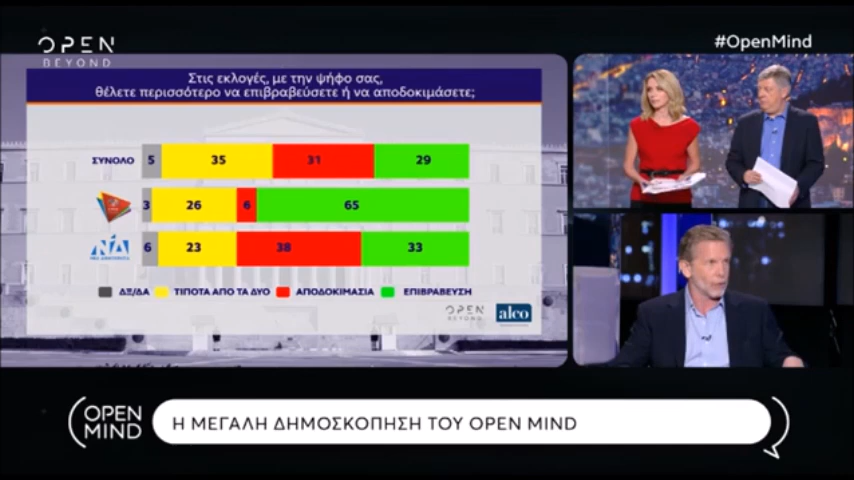 OPEN
BEYOND
#OpenMind
Στις εκλογές, με την ψήφο σας,
θέλετε περισσότερο να επιβραβεύσετε ή να αποδοκιμάσετε;
ΣΥΝΟΛΟ 5 35 31 29
3 26 6 65
ΝΔ 6 23 38 33
ΝΕΑ ΔΗΜΟΚΡΑΤΙΑ
ΔΞ/ΔΑ ΤΙΠΟΤΑ ΑΠΟ ΤΑ ΔΥΟ ΑΠΟΔΟΚΙΜΑΣΙΑ ΕΠΙΒΡΑΒΕΥΣΗ
OPEN
BEYOND
alco
OPEN
MIND
Η ΜΕΓΑΛΗ ΔΗΜΟΣΚΟΠΗΣΗ ΤΟΥ OPEN MIND